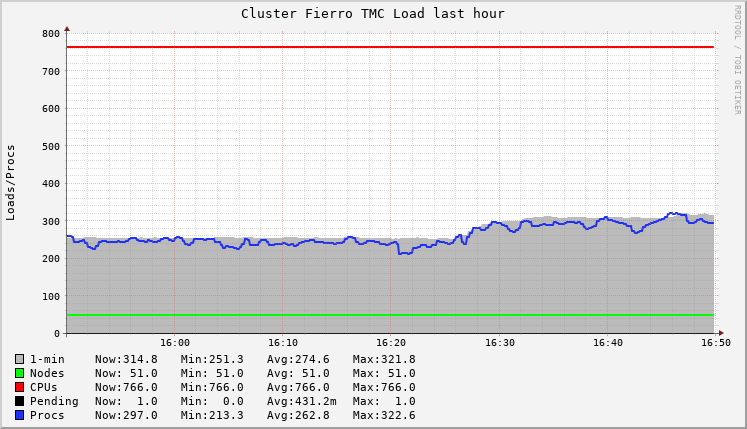 Cluster Fierro TMC Load last hour
RRDTOOL / TOBI OETIKER
Loads/Procs
800
700
600
500
400
300
200
100
0
16:00 16:10 16:20 16:30 16:40 16:50
1-min Now:314.8 Min:251.3 Avg:274.6 Max:321.8
Nodes Now: 51.0 Min: 51.0 Avg: 51.0 Max: 51.0
CPUs Now:766.0 Min:766.0 Avg:766.0 Max:766.0
Pending Now: 1.0 Min: 0.0 Avg:431.2m Max: 1.0
Procs Now:297.0 Min:213.3 Avg:262.8 Max:322.6